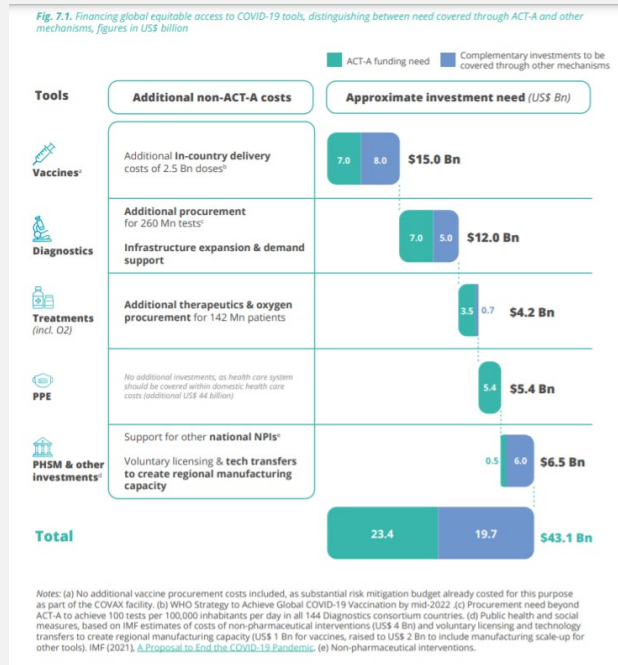 Fig. 7.1. Financing global equitable access to COVID-19 tools, distinguishing between need covered through ACT-A and other
mechanisms, figures in US$ billion
ACT-A funding need
Complementary investments to be
covered through other mechanisms
Tools
Additional non-ACT-A costs
Approximate investment need (US$ Bn)
Vaccinesᵃ
Additional In-country delivery
costs of 2.5 Bn dosesᵇ
7.0 8.0 $15.0 Bn
Diagnostics
Additional procurement
for 260 Mn testsᶜ
Infrastructure expansion & demand
support
7.0 5.0 $12.0 Bn
Treatments
(incl. O2)
Additional therapeutics & oxygen
procurement for 142 Mn patients
3.5 0.7 $4.2 Bn
PPE
No additional investments, as health care system
should be covered within domestic health care
costs (additional US$ 44 billion)
5.4 $5.4 Bn
PHSM & other
investmentsᵈ
Support for other national NPIsᵉ
Voluntary licensing & tech transfers
to create regional manufacturing
capacity
0.5 6.0 $6.5 Bn
Total
23.4 19.7 $43.1 Bn
Notes: (a) No additional vaccine procurement costs included, as substantial risk mitigation budget already costed for this purpose
as part of the COVAX facility. (b) WHO Strategy to Achieve Global COVID-19 Vaccination by mid-2022 .(c) Procurement need beyond
ACT-A to achieve 100 tests per 100,000 inhabitants per day in all 144 Diagnostics consortium countries. (d) Public health and social
measures, based on IMF estimates of costs of non-pharmaceutical interventions (US$ 4 Bn) and voluntary licensing and technology
transfers to create regional manufacturing capacity (US$ 1 Bn for vaccines, raised to US$ 2 Bn to include manufacturing scale-up for
other tools). IMF (2021), A Proposal to End the COVID-19 Pandemic. (e) Non-pharmaceutical interventions.